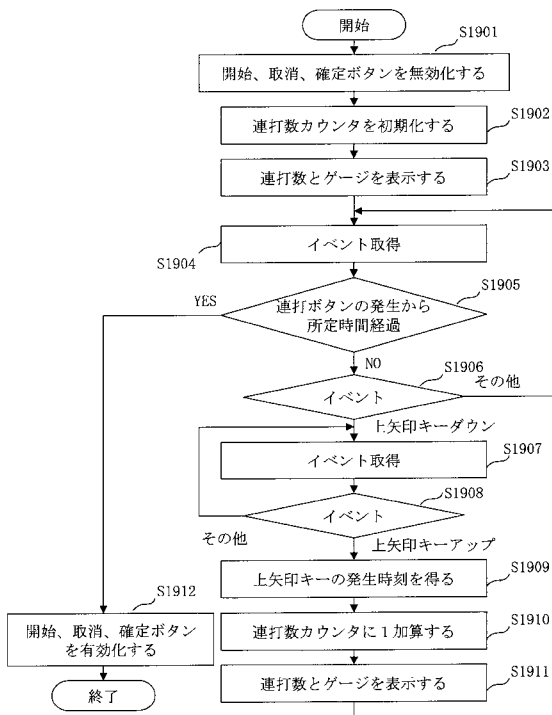 開始
S1901
開始、取消、確定ボタンを無効化する
S1902
連打数カウンタを初期化する
S1903
連打数とゲージを表示する
イベント取得
S1904
S1905
YES
連打ボタンの発生から
所定時間経過
NO
S1906
その他
イベント
上矢印キーダウン
イベント取得
S1907
S1908
イベント
その他
上矢印キーアップ
上矢印キーの発生時刻を得る
S1909
S1912
開始、取消、確定ボタン
を有効化する
連打数カウンタに1加算する
S1910
終了
連打数とゲージを表示する
S1911